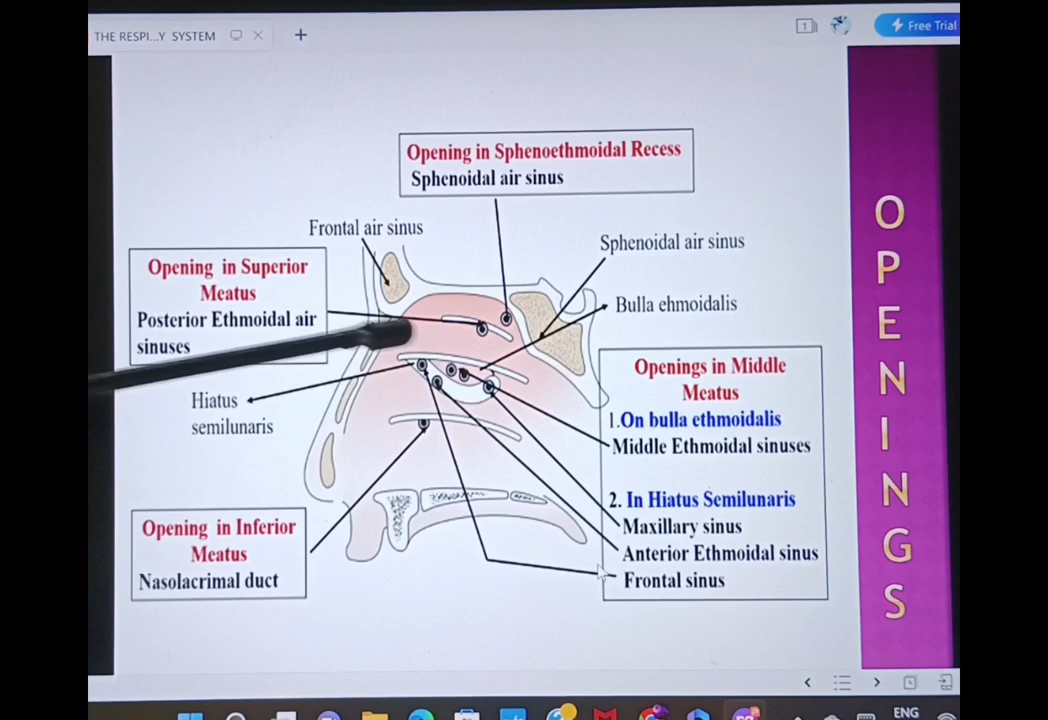 THE RESPI...Y SYSTEM
1
Free Trial
Opening in Sphenoethmoidal Recess
Sphenoidal air sinus
Frontal air sinus
Sphenoidal air sinus
Opening in Superior
Meatus
Posterior Ethmoidal air
sinuses
Bulla ehmoidalis
Hiatus
semilunaris
Openings in Middle
Meatus
1.On bulla ethmoidalis
Middle Ethmoidal sinuses
2. In Hiatus Semilunaris
Maxillary sinus
Anterior Ethmoidal sinus
Frontal sinus
Opening in Inferior
Meatus
Nasolacrimal duct
OPENINGS
ENG